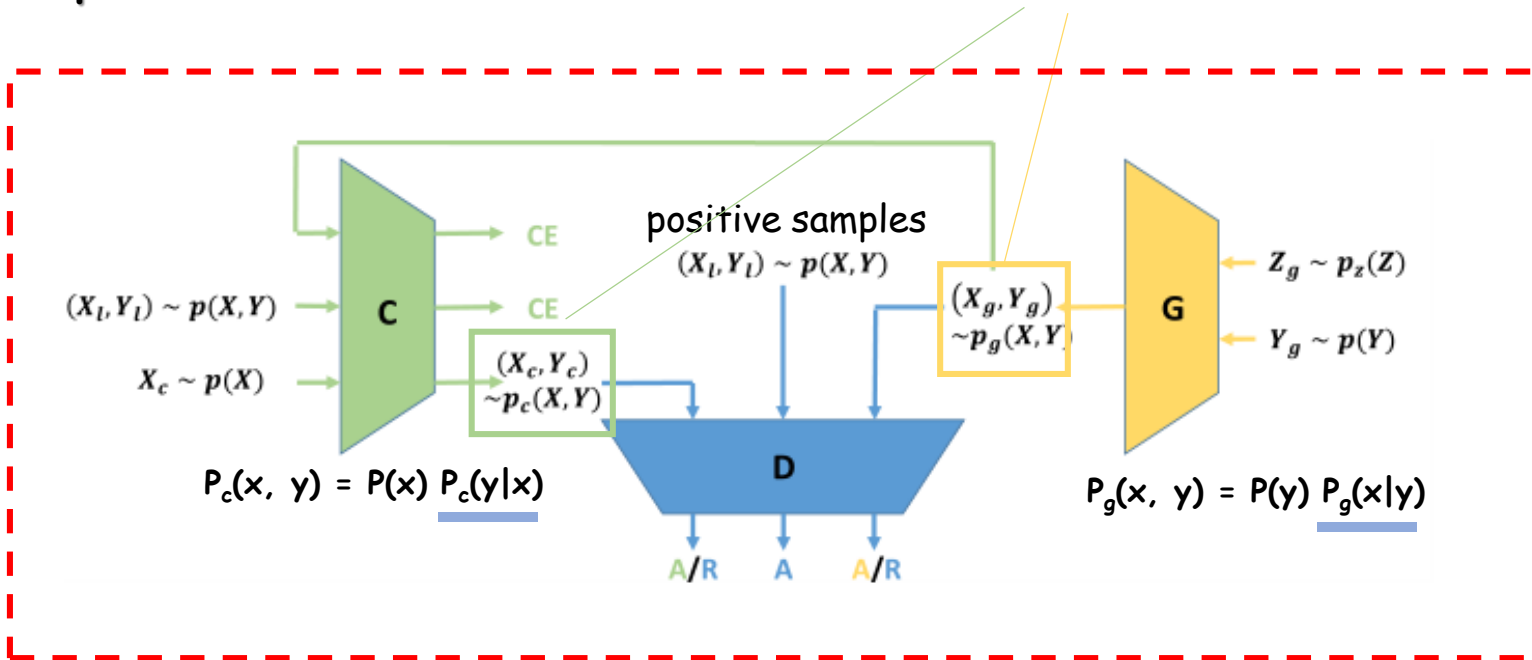 positive samples
(X_l, Y_l) ~ p(X, Y)
CE
(X_l, Y_l) ~ p(X, Y)
C
CE
X_c ~ p(X)
(X_c, Y_c)
~p_c(X, Y)
(X_g, Y_g)
~p_g(X, Y)
G
Z_g ~ p_z(Z)
Y_g ~ p(Y)
D
P_c(x, y) = P(x) P_c(y|x)
P_g(x, y) = P(y) P_g(x|y)
A/R
A
A/R